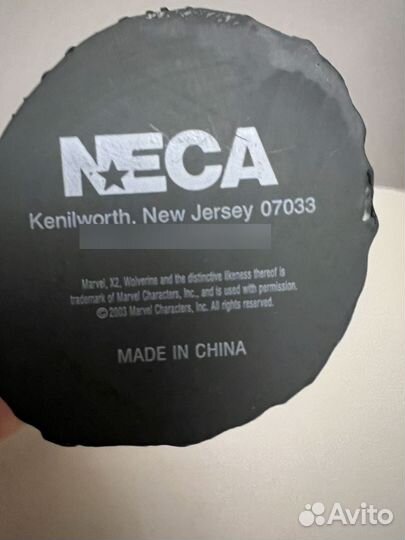 NECA
Kenilworth, New Jersey 07033
Marvel, X2, Wolverine and the distinctive likeness thereof is
trademark of Marvel Characters, Inc., and is used with permission.
© 2003 Marvel Characters, Inc. All rights reserved.
MADE IN CHINA
Avito